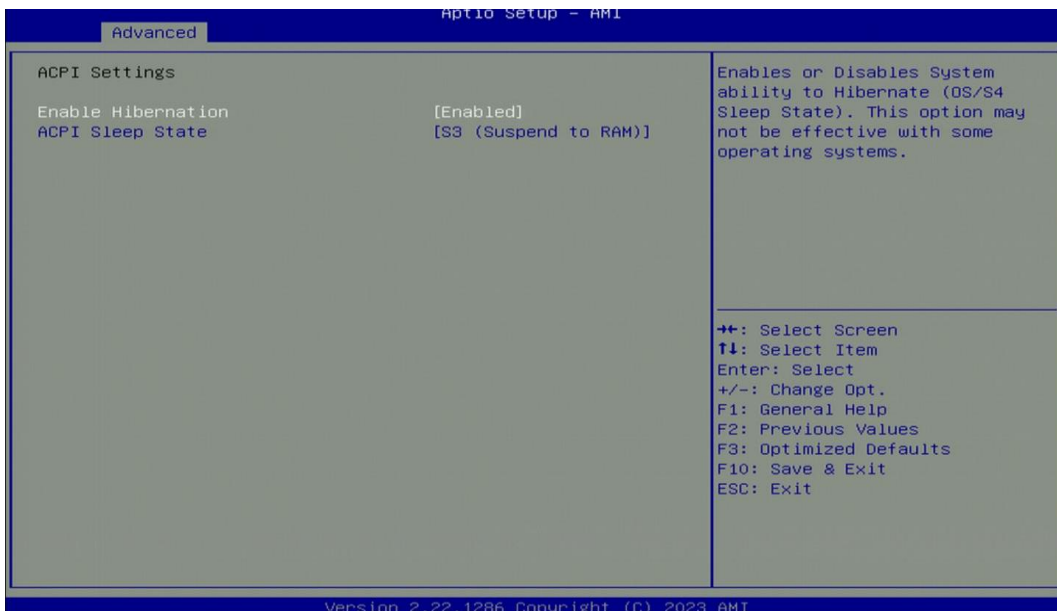 Aptio Setup – AMI
Advanced
ACPI Settings
Enable Hibernation [Enabled]
ACPI Sleep State [S3 (Suspend to RAM)]
Enables or Disables System
ability to Hibernate (OS/S4
Sleep State). This option may
not be effective with some
operating systems.
→←: Select Screen
↑↓: Select Item
Enter: Select
+/-: Change Opt.
F1: General Help
F2: Previous Values
F3: Optimized Defaults
F10: Save & Exit
ESC: Exit
Version 2.22.1286 Copyright (C) 2023 AMI